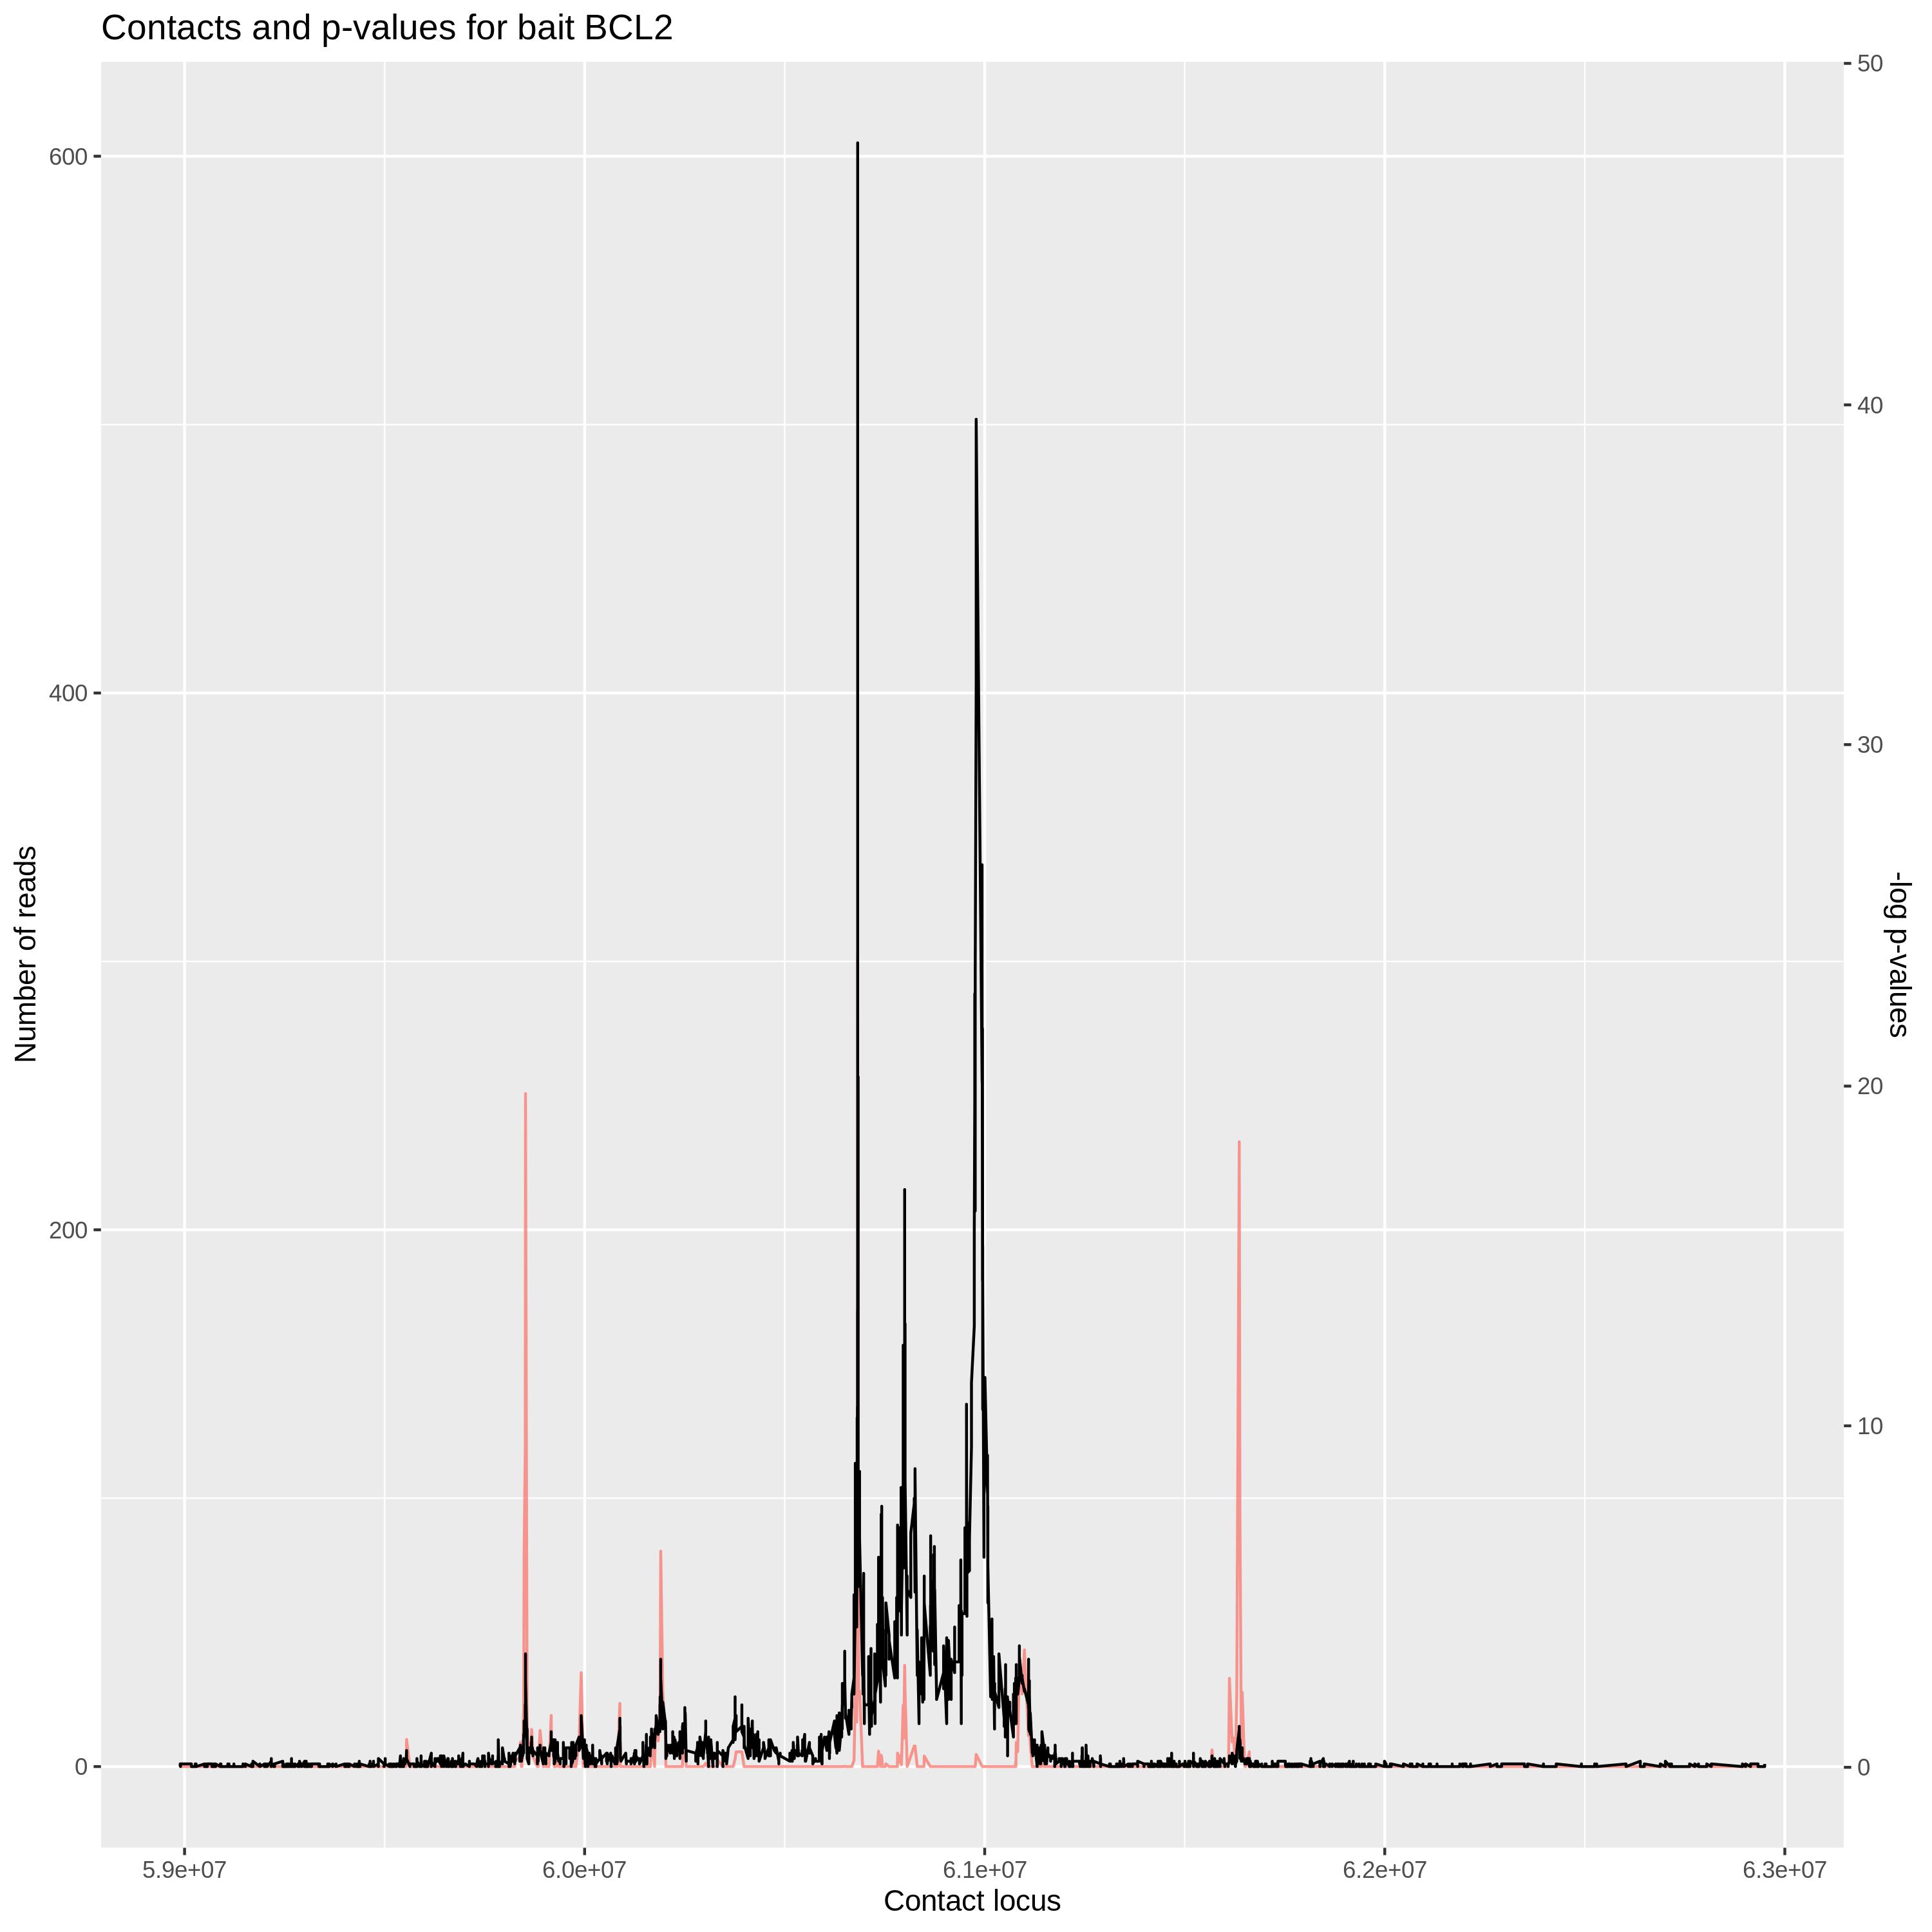 Contacts and p-values for bait BCL2
600
400
200
0
Number of reads
50
40
30
20
10
0
-log p-values
5.9e+07 6.0e+07 6.1e+07 6.2e+07 6.3e+07
Contact locus